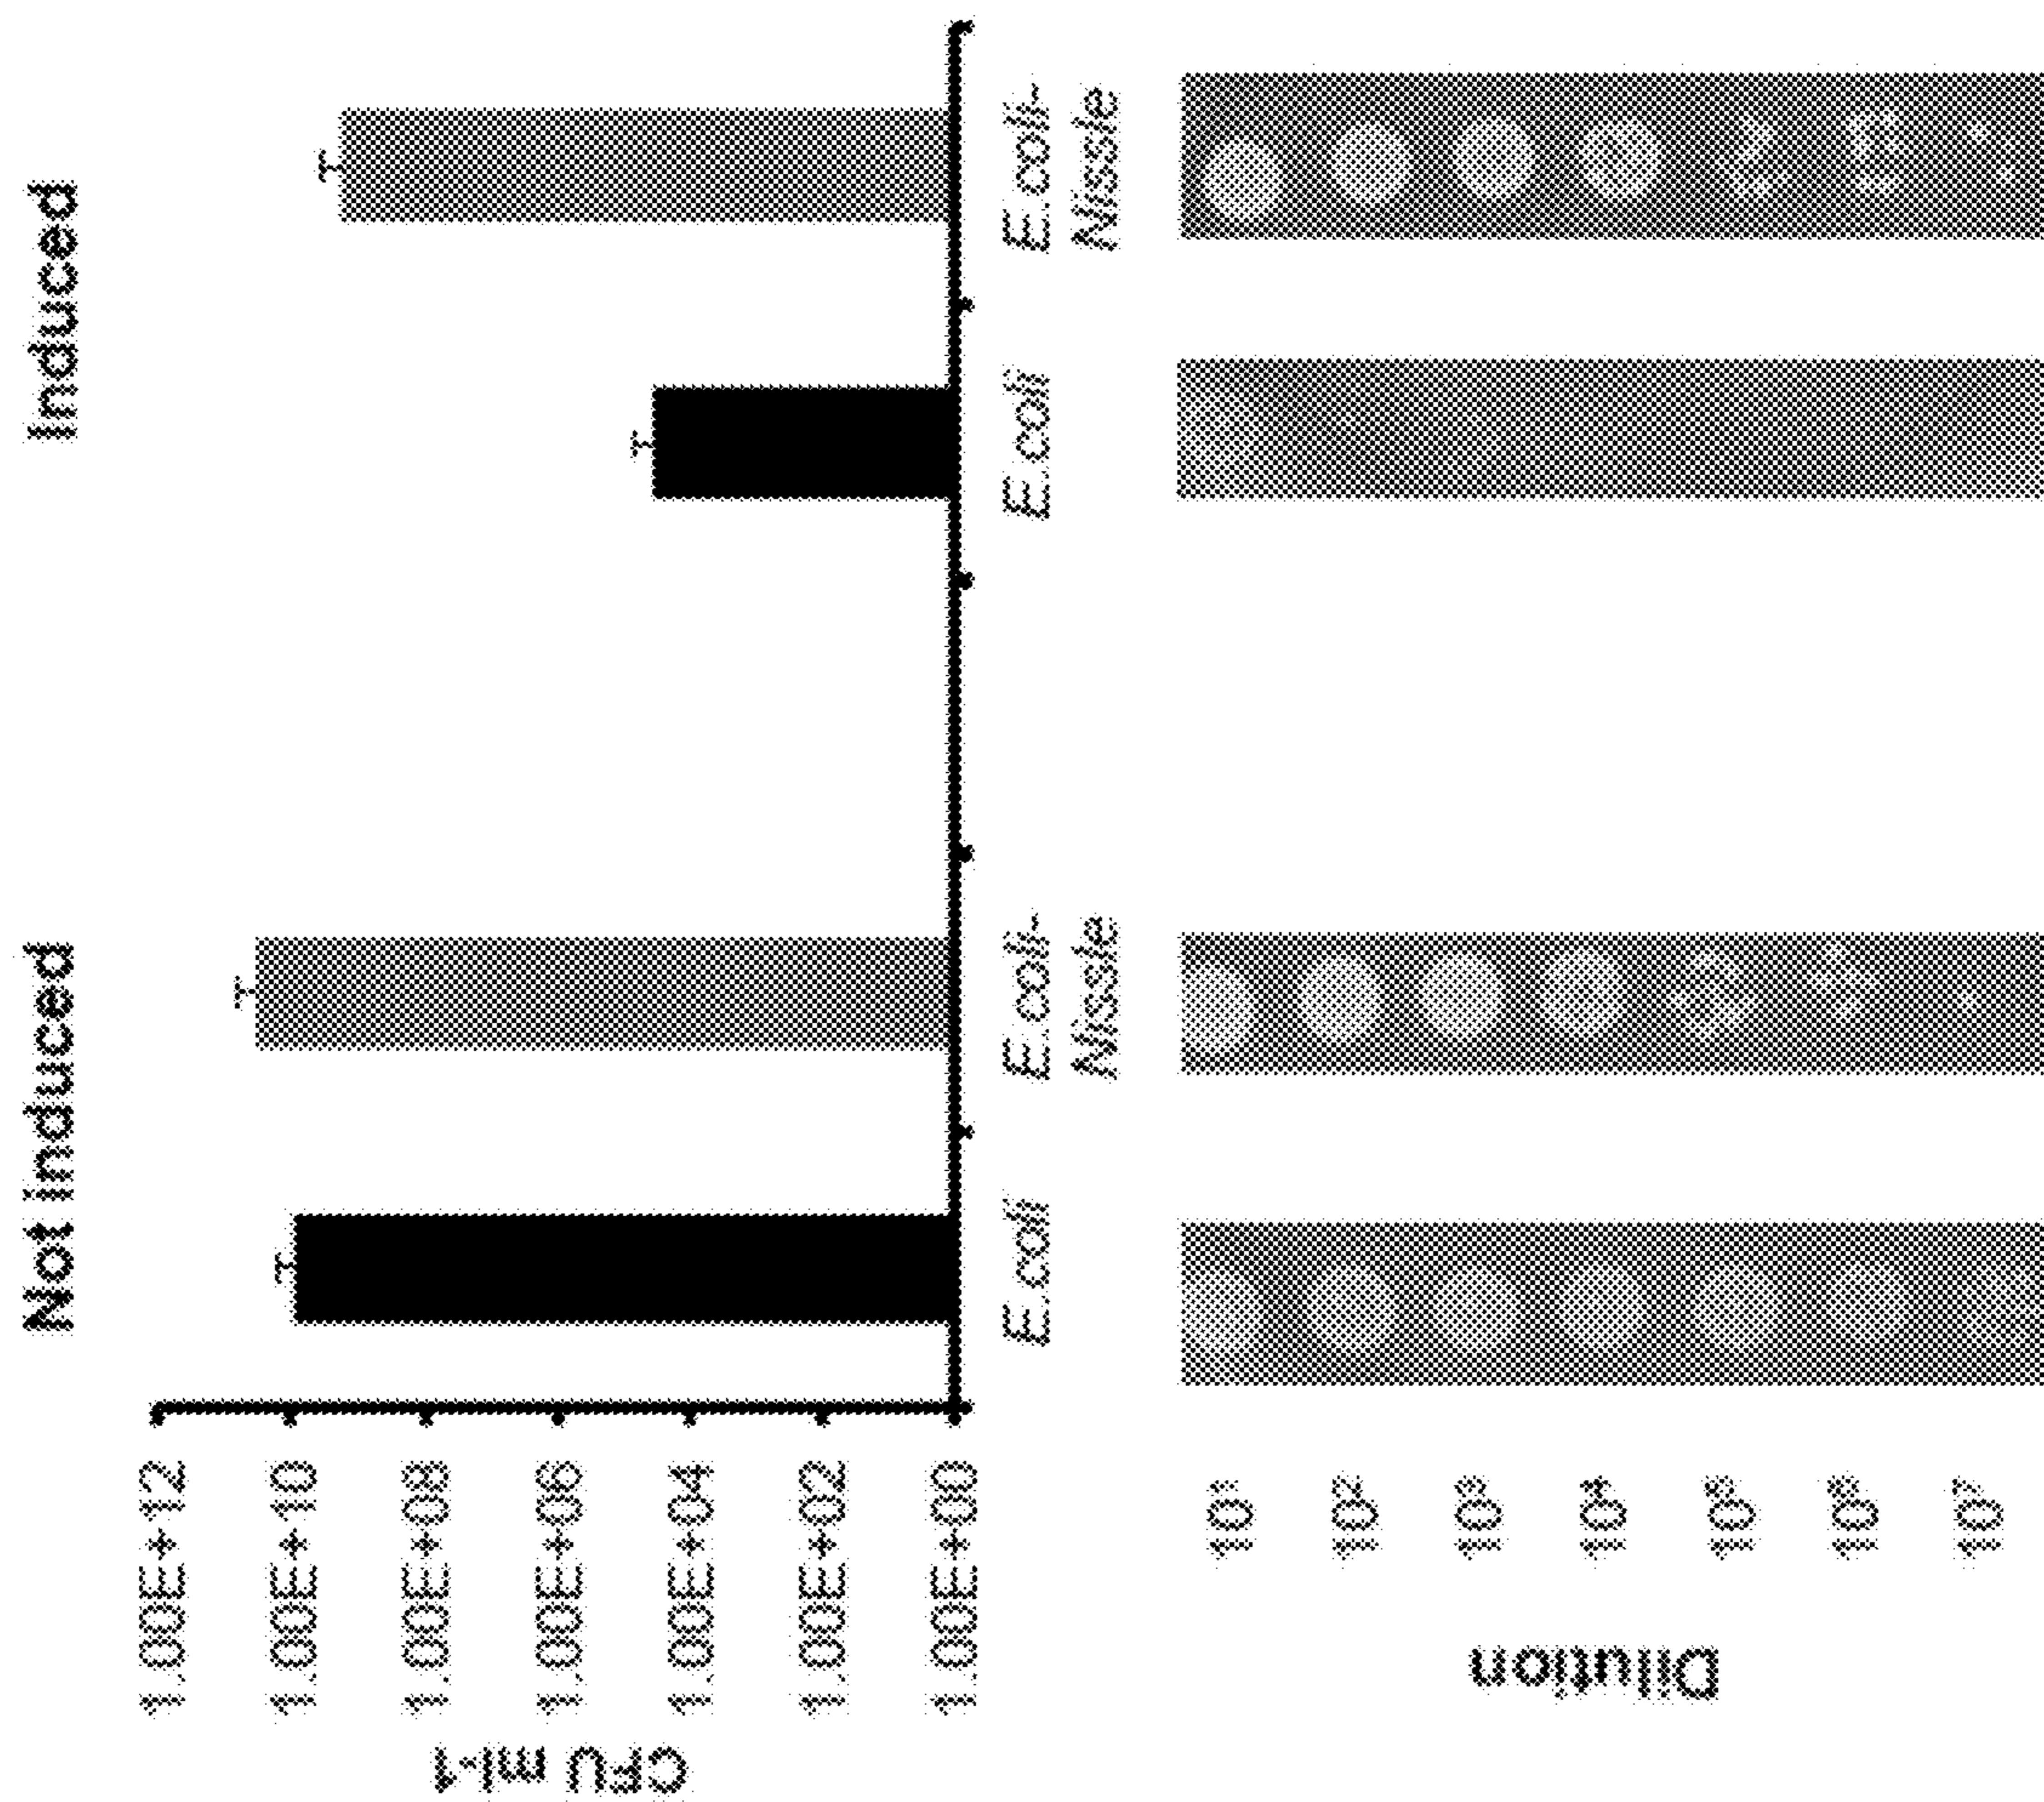 Not induced
Induced
CFU ml-1
1.00E+12
1.00E+10
1.00E+08
1.00E+06
1.00E+04
1.00E+02
1.00E+00
E.coli
E.coli-
Nissle
E.coli
E.coli-
Nissle
Dilution
10¹
10²
10³
10⁴
10⁵
10⁶
10⁷